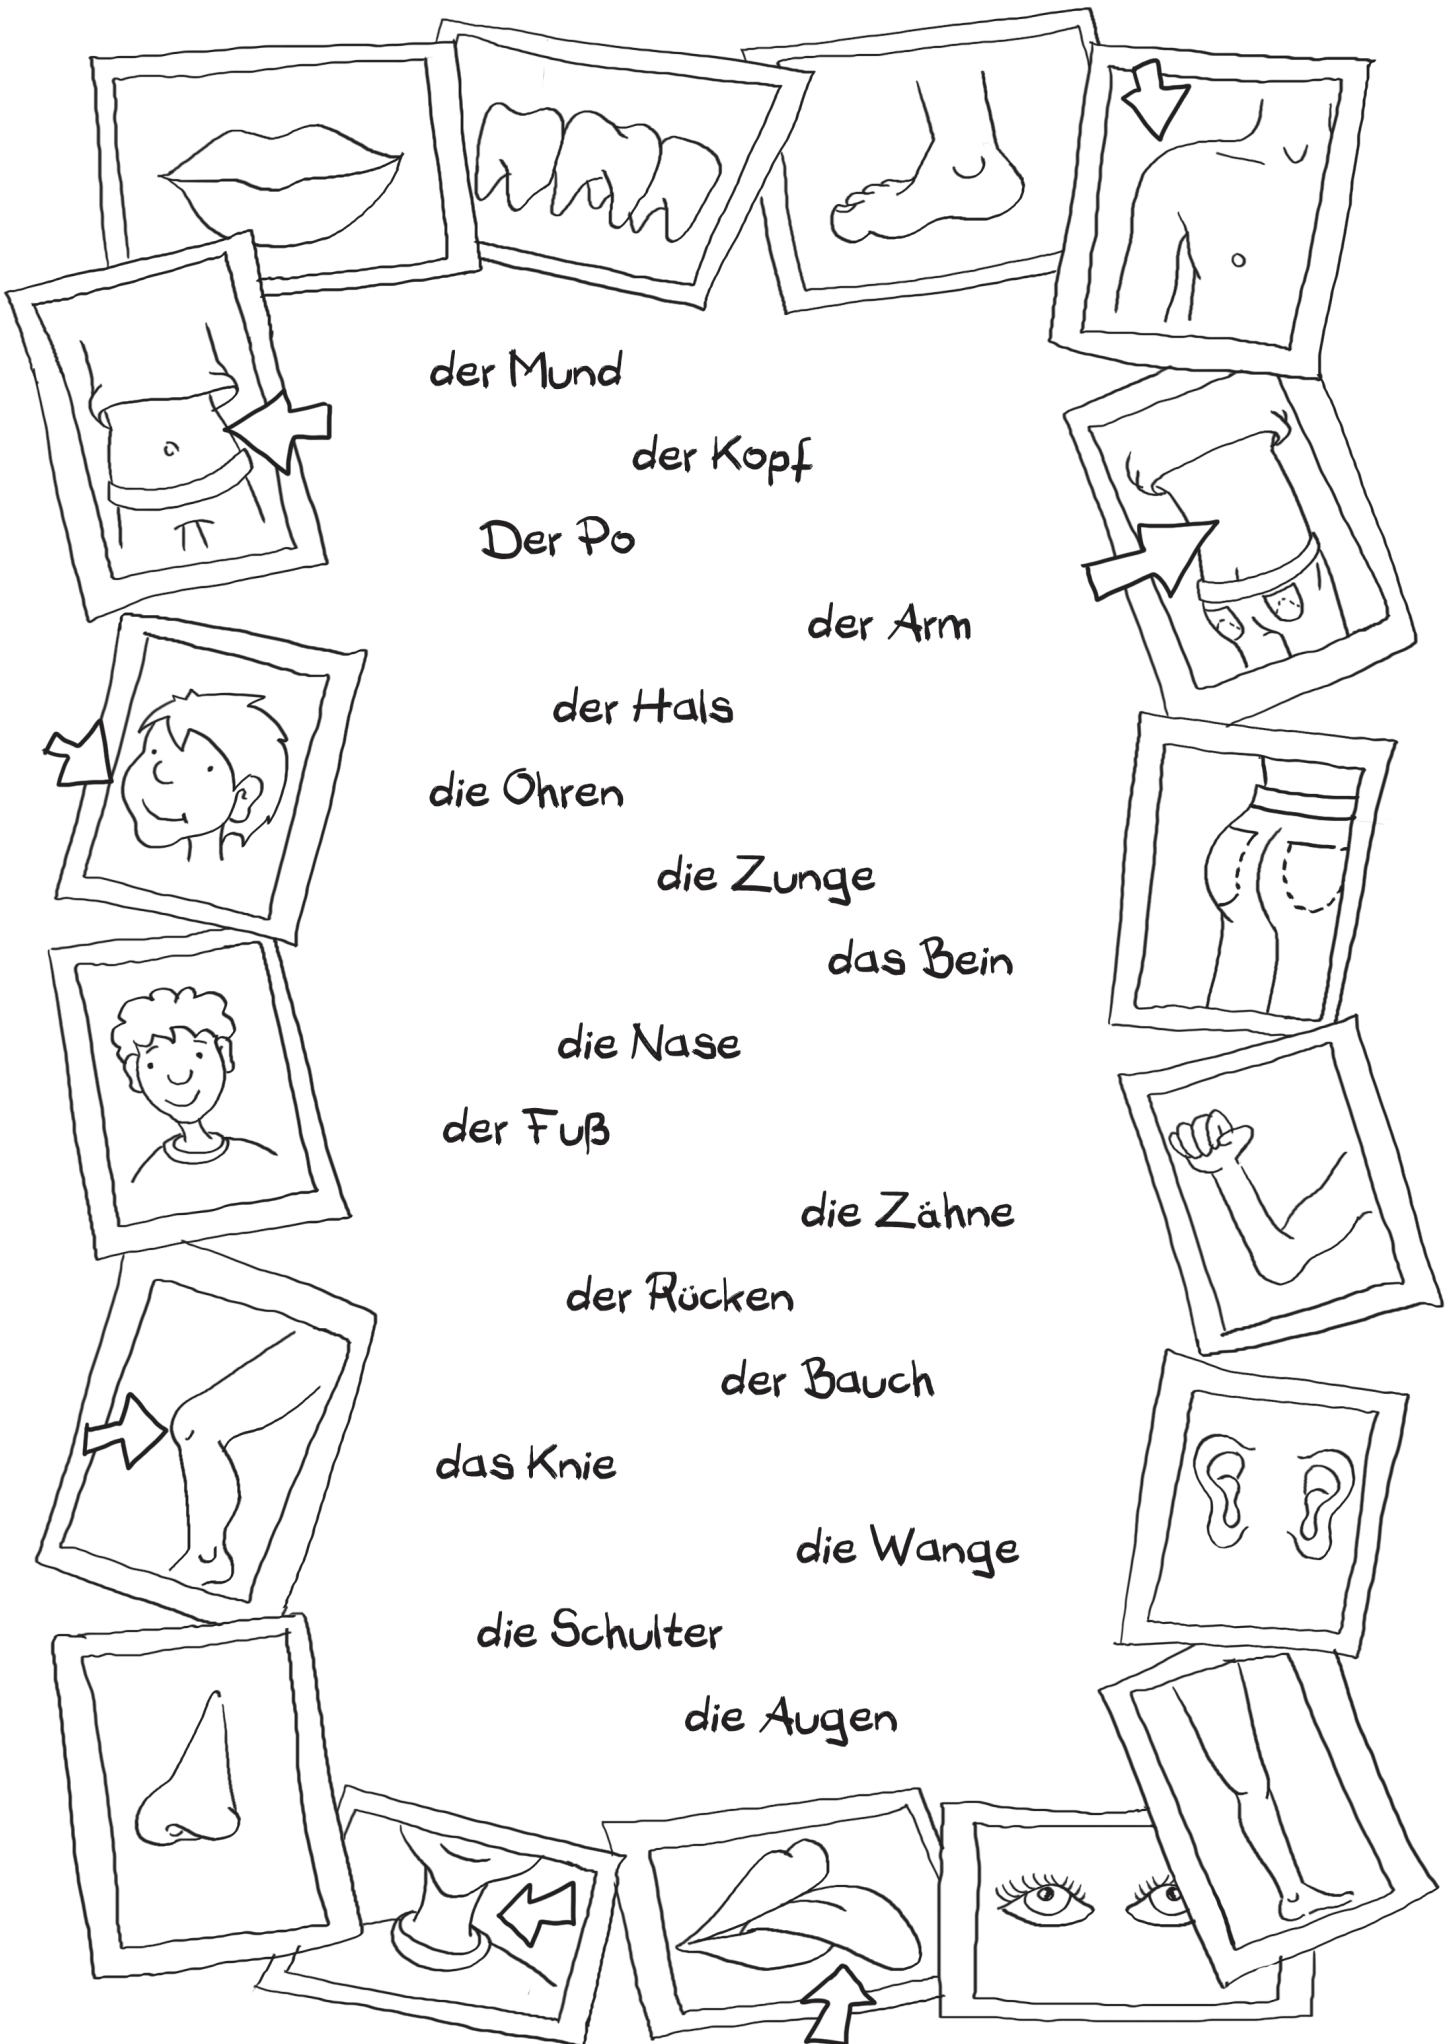 der Mund
der Kopf
Der Po
der Arm
der Hals
die Ohren
die Zunge
das Bein
die Nase
der Fuß
die Zähne
der Rücken
der Bauch
das Knie
die Wange
die Schulter
die Augen